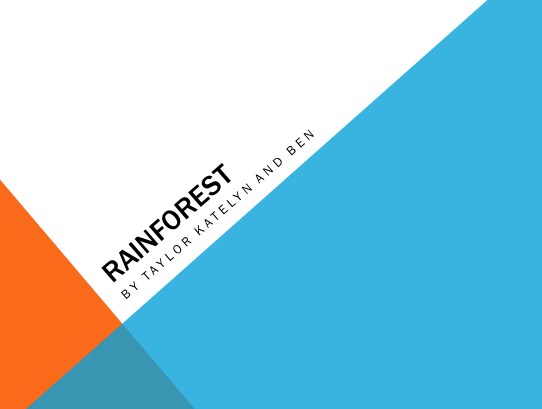 RAINFOREST
BY TAYLOR KATELYN AND BEN